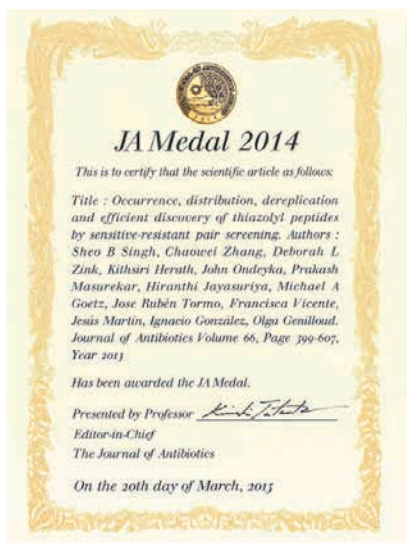 JA Medal 2014
This is to certify that the scientific article as follows:
Title : Occurrence, distribution, dereplication
and efficient discovery of thiazolyl peptides
by sensitive-resistant pair screening. Authors :
Sheo B Singh, Chaowei Zhang, Deborah L
Zink, Kithsiri Herath, John Ondeyka, Prakash
Masurekar, Hiranthi Jayasuriya, Michael A
Goetz, Jose Rubén Tormo, Francisca Vicente,
Jesús Martín, Ignacio González, Olga Genilloud.
Journal of Antibiotics Volume 66, Page 599-607,
Year 2013
Has been awarded the JA Medal.
Presented by Professor
Editor-in-Chief
The Journal of Antibiotics
On the 20th day of March, 2015